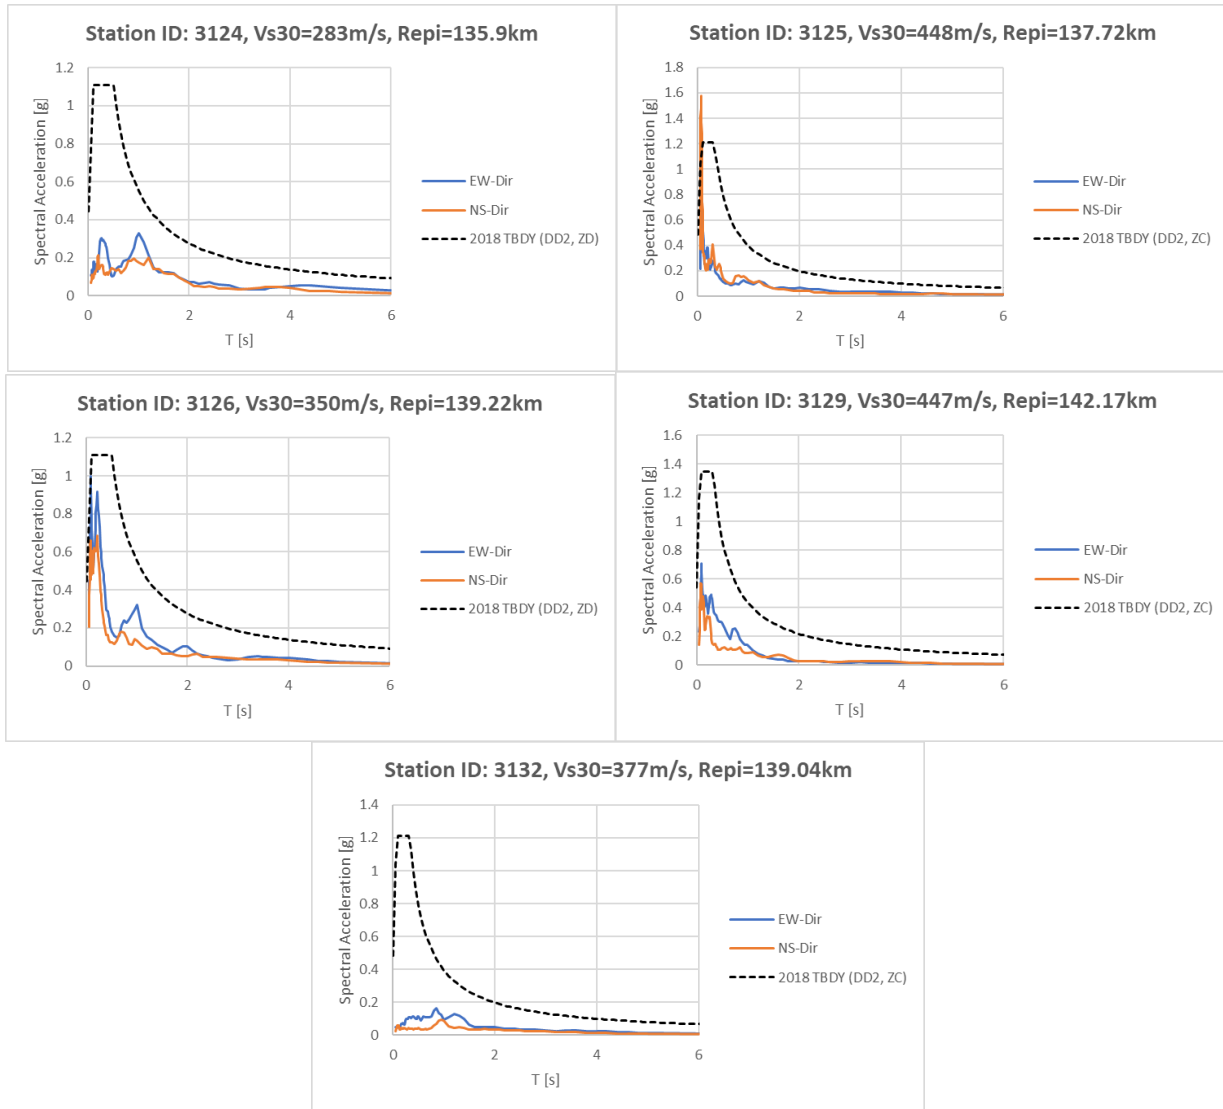 Station ID: 3124, Vs30=283m/s, Repi=135.9km
1.2
1
0.8
0.6
0.4
0.2
0
0 2 4 6
Spectral Acceleration [g]
T [s]
EW-Dir
NS-Dir
2018 TBDY (DD2, ZD)
Station ID: 3125, Vs30=448m/s, Repi=137.72km
1.8
1.6
1.4
1.2
1
0.8
0.6
0.4
0.2
0
0 2 4 6
Spectral Acceleration [g]
T [s]
EW-Dir
NS-Dir
2018 TBDY (DD2, ZC)
Station ID: 3126, Vs30=350m/s, Repi=139.22km
1.2
1
0.8
0.6
0.4
0.2
0
0 2 4 6
Spectral Acceleration [g]
T [s]
EW-Dir
NS-Dir
2018 TBDY (DD2, ZD)
Station ID: 3129, Vs30=447m/s, Repi=142.17km
1.6
1.4
1.2
1
0.8
0.6
0.4
0.2
0
0 2 4 6
Spectral Acceleration [g]
T [s]
EW-Dir
NS-Dir
2018 TBDY (DD2, ZC)
Station ID: 3132, Vs30=377m/s, Repi=139.04km
1.4
1.2
1
0.8
0.6
0.4
0.2
0
0 2 4 6
Spectral Acceleration [g]
T [s]
EW-Dir
NS-Dir
2018 TBDY (DD2, ZC)